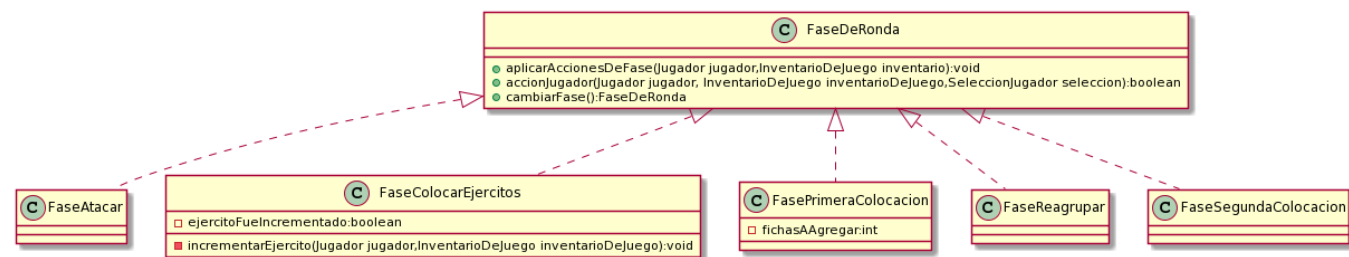 C FaseDeRonda
aplicarAccionesDeFase(Jugador jugador,InventarioDeJuego inventario):void
accionJugador(Jugador jugador, InventarioDeJuego inventarioDeJuego,SeleccionJugador seleccion):boolean
cambiarFase():FaseDeRonda
C FaseAtacar
C FaseColocarEjercitos
ejercitoFueIncrementado:boolean
incrementarEjercito(Jugador jugador,InventarioDeJuego inventarioDeJuego):void
C FasePrimeraColocacion
fichasAAgregar:int
C FaseReagrupar
C FaseSegundaColocacion